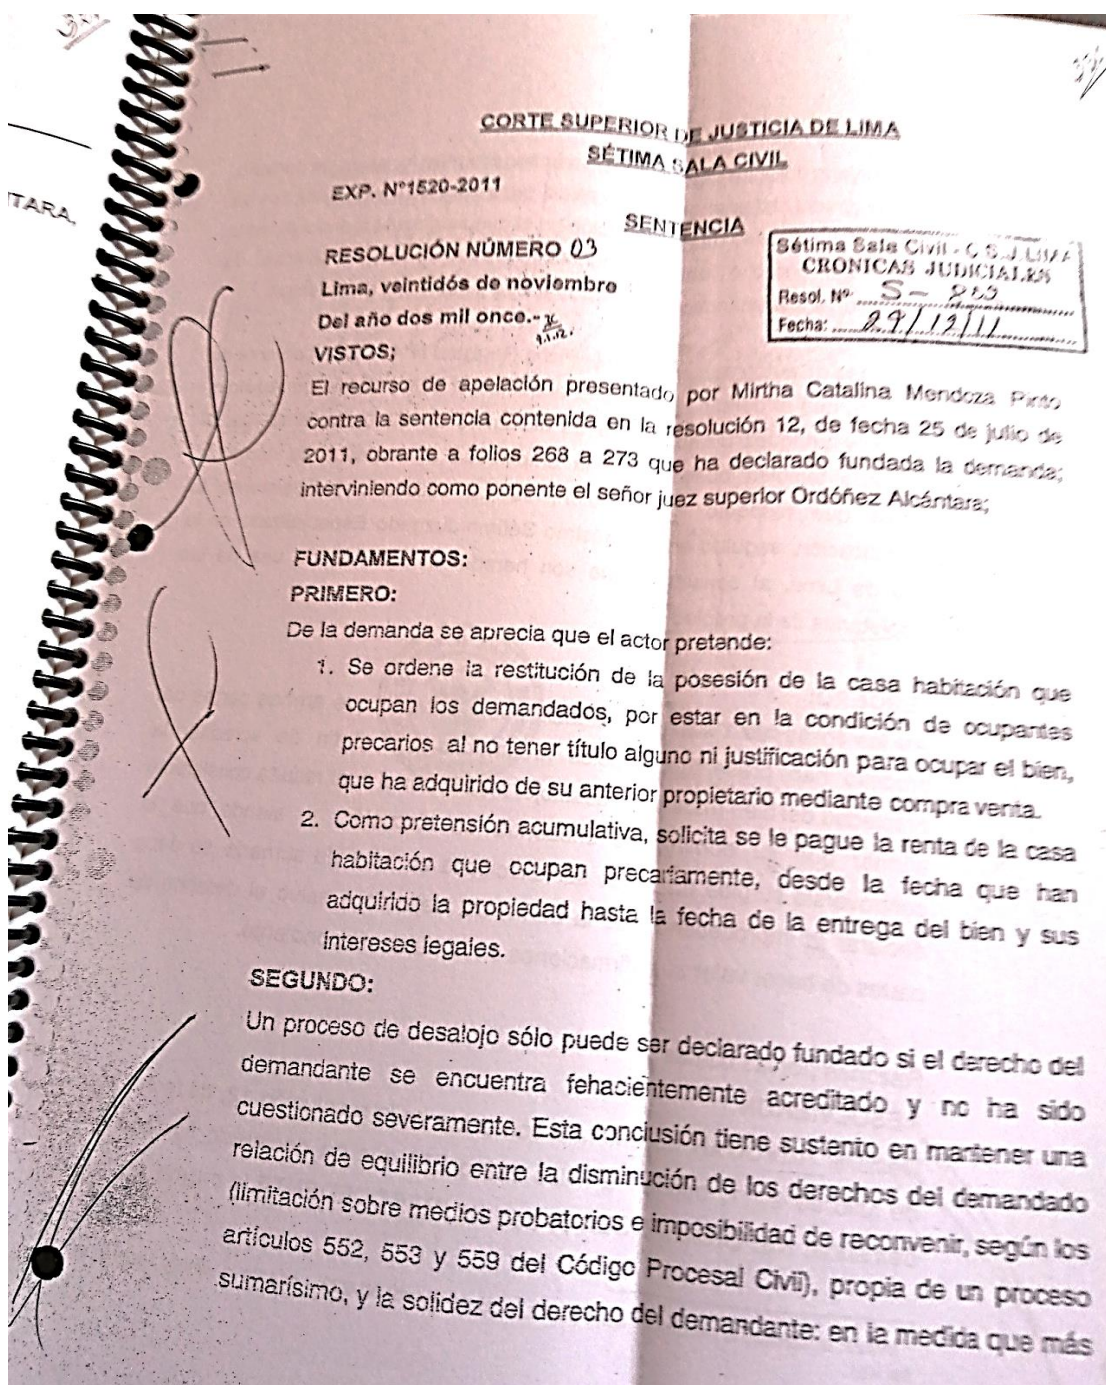 TARA,
CORTE SUPERIOR DE JUSTICIA DE LIMA
SÉTIMA SALA CIVIL
EXP. N°1520-2011
SENTENCIA
RESOLUCIÓN NÚMERO 03
Lima, veintidós de noviembre
Del año dos mil once.-
9.1.12.
Sétima Sala Civil - C.S.J. LIMA
CRONICAS JUDICIALES
Resol. Nº S-
Fecha: 29/12/11
VISTOS;
El recurso de apelación presentado por Mirtha Catalina Mendoza Pinto
contra la sentencia contenida en la resolución 12, de fecha 25 de julio de
2011, obrante a folios 268 a 273 que ha declarado fundada la demanda;
interviniendo como ponente el señor juez superior Ordóñez Alcántara;
FUNDAMENTOS:
PRIMERO:
De la demanda se aprecia que el actor pretende:
1. Se ordene la restitución de la posesión de la casa habitación que
ocupan los demandados, por estar en la condición de ocupantes
precarios al no tener título alguno ni justificación para ocupar el bien,
que ha adquirido de su anterior propietario mediante compra venta.
2. Como pretensión acumulativa, solicita se le pague la renta de la casa
habitación que ocupan precariamente, desde la fecha que han
adquirido la propiedad hasta la fecha de la entrega del bien y sus
intereses legales.
SEGUNDO:
Un proceso de desalojo sólo puede ser declarado fundado si el derecho del
demandante se encuentra fehacientemente acreditado y no ha sido
cuestionado severamente. Esta conclusión tiene sustento en mantener una
relación de equilibrio entre la disminución de los derechos del demandado
(limitación sobre medios probatorios e imposibilidad de reconvenir, según los
artículos 552, 553 y 559 del Código Procesal Civil), propia de un proceso
sumarísimo, y la solidez del derecho del demandante: en la medida que más